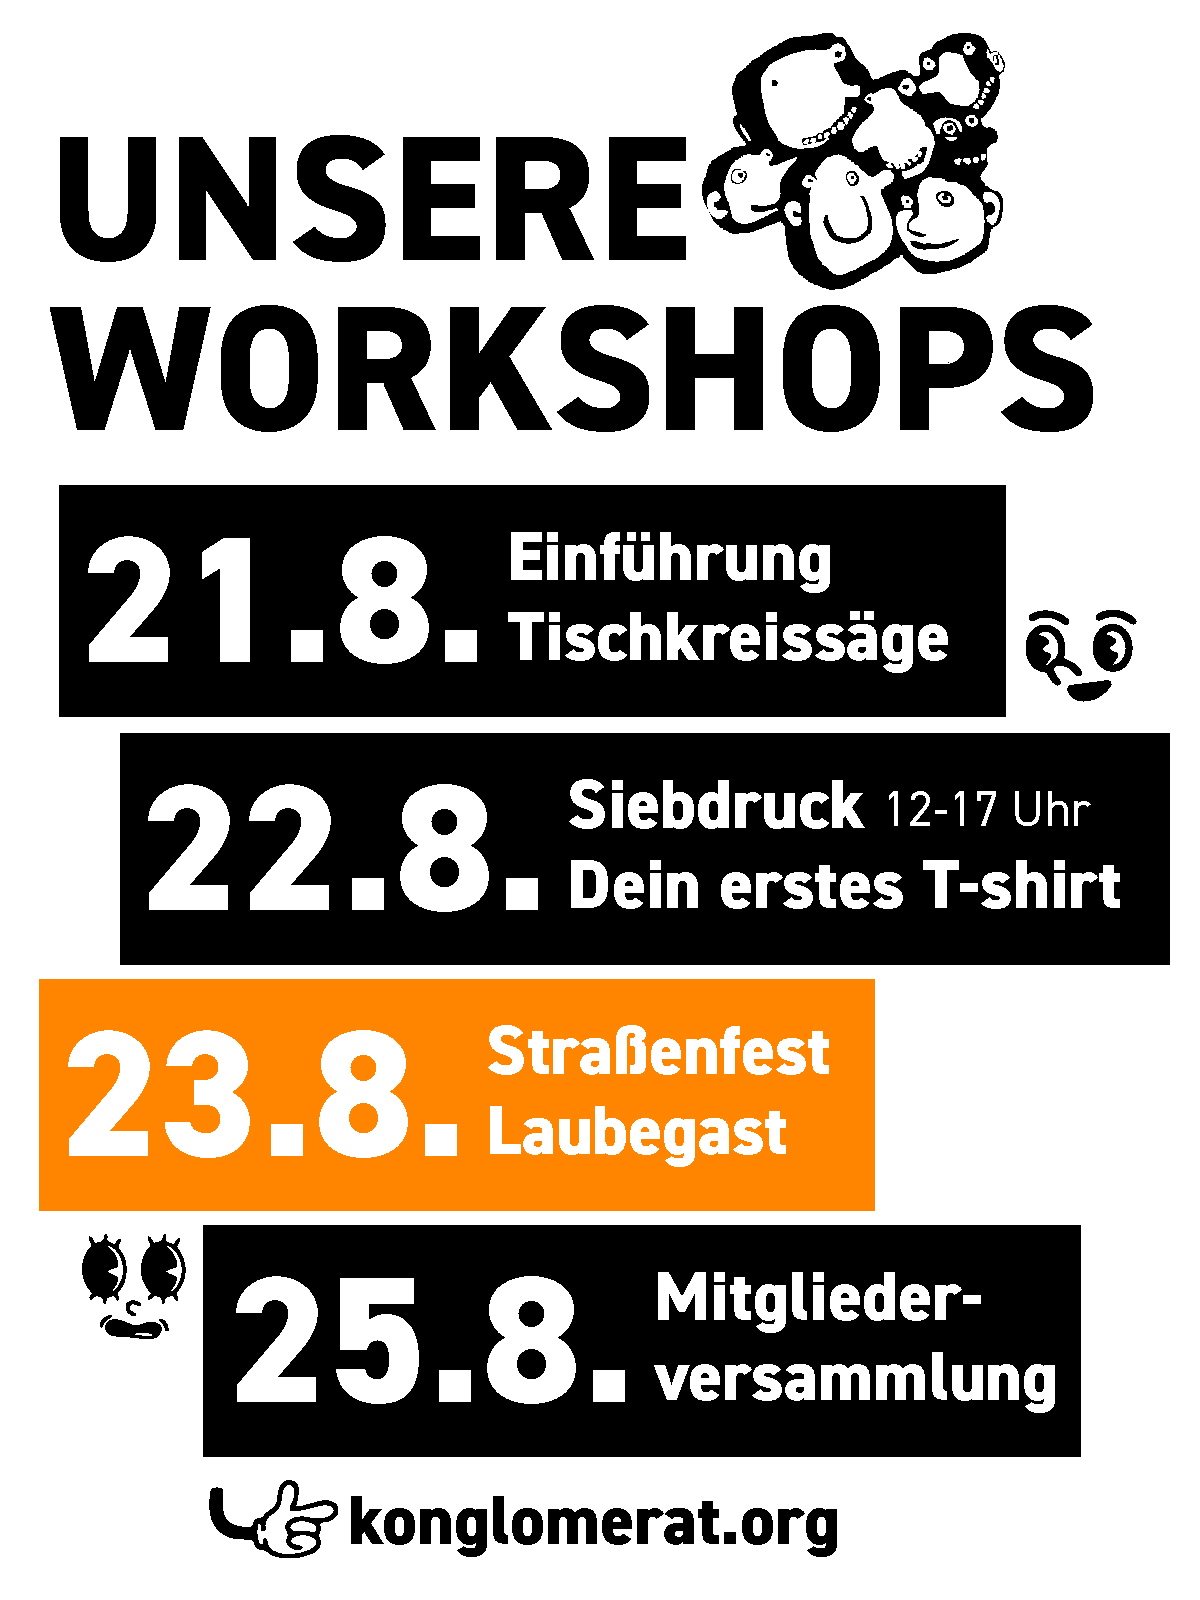 UNSERE
WORKSHOPS
21.8. Einführung
Tischkreissäge
22.8. Siebdruck 12-17 Uhr
Dein erstes T-shirt
23.8. Straßenfest
Laubegast
25.8. Mitglieder-
versammlung
konglomerat.org